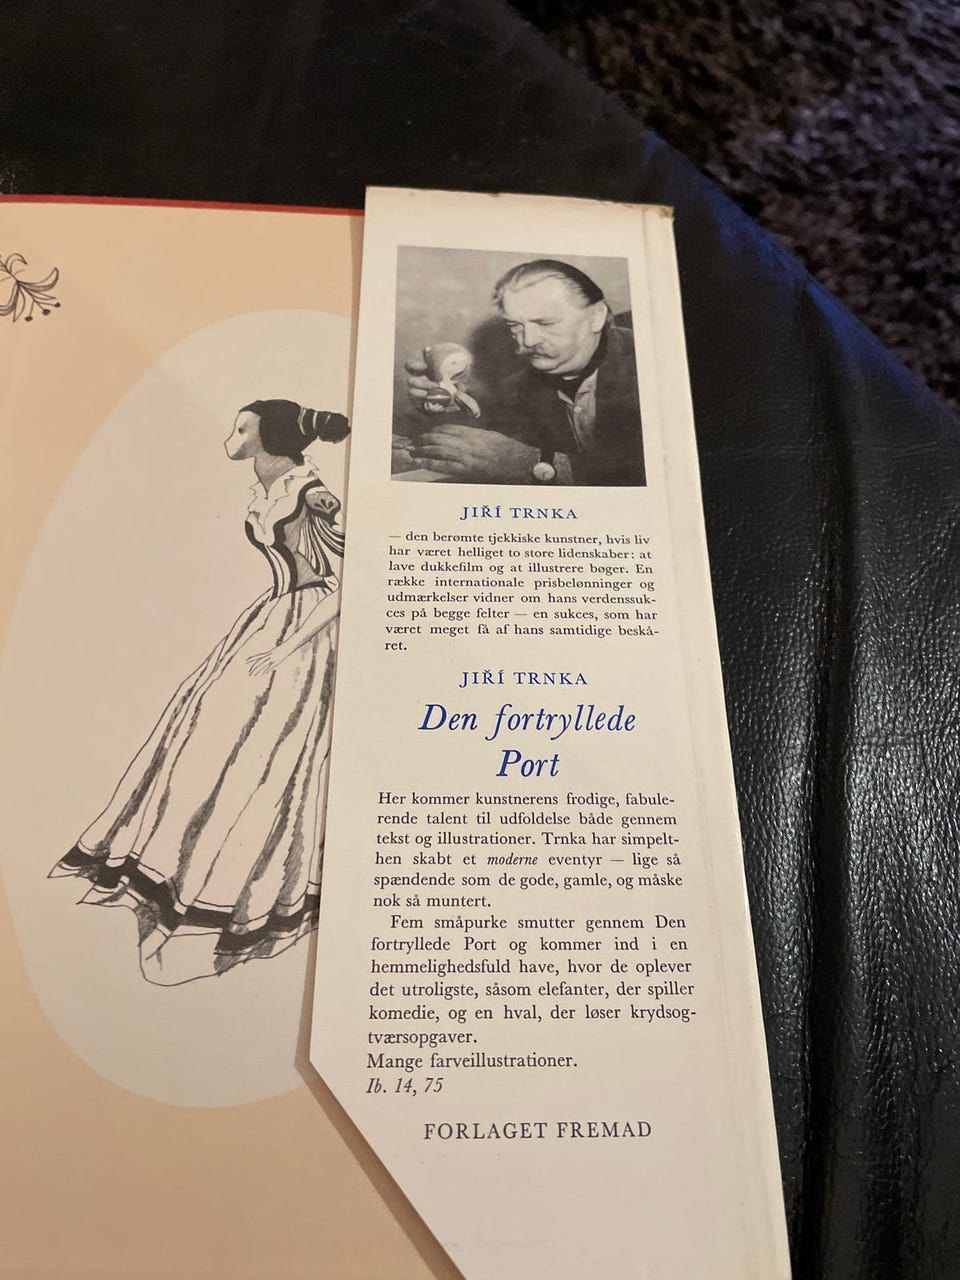 JIŘÍ TRNKA
— den berømte tjekkiske kunstner, hvis liv
har været helliget to store lidenskaber: at
lave dukkefilm og at illustrere bøger. En
række internationale prisbelønninger og
udmærkelser vidner om hans verdenssuk-
ces på begge felter — en sukces, som har
været meget få af hans samtidige beskå-
ret.
JIŘÍ TRNKA
Den fortryllede
Port
Her kommer kunstnerens frodige, fabule-
rende talent til udfoldelse både gennem
tekst og illustrationer. Trnka har simpelt-
hen skabt et moderne eventyr — lige så
spændende som de gode, gamle, og måske
nok så muntert.
Fem småpurke smutter gennem Den
fortryllede Port og kommer ind i en
hemmelighedsfuld have, hvor de oplever
det utroligste, såsom elefanter, der spiller
komedie, og en hval, der løser krydsog-
tværsopgaver.
Mange farveillustrationer.
Ib. 14, 75
FORLAGET FREMAD